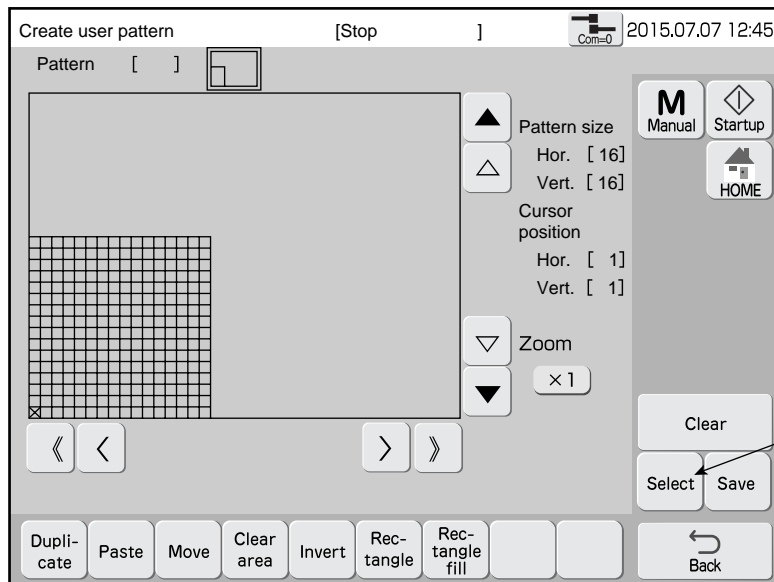 Create user pattern [Stop ] Com=0 2015.07.07 12:45
Pattern [ ]
M
Manual
Startup
HOME
Pattern size
Hor. [ 16]
Vert. [ 16]
Cursor
position
Hor. [ 1]
Vert. [ 1]
Zoom
×1
Clear
Select
Save
Dupli-
cate
Paste
Move
Clear
area
Invert
Rec-
tangle
Rec-
tangle
fill
Back